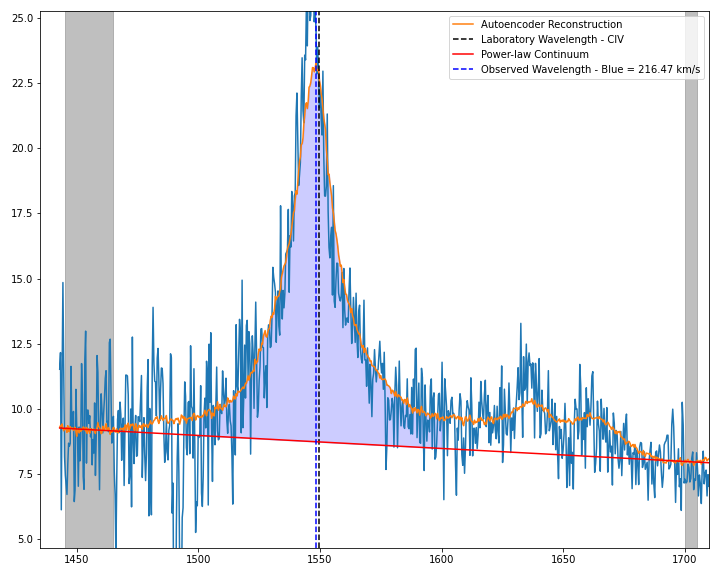 25.0
22.5
20.0
17.5
15.0
12.5
10.0
7.5
5.0
Autoencoder Reconstruction
Laboratory Wavelength - CIV
Power-law Continuum
Observed Wavelength - Blue = 216.47 km/s
1450 1500 1550 1600 1650 1700